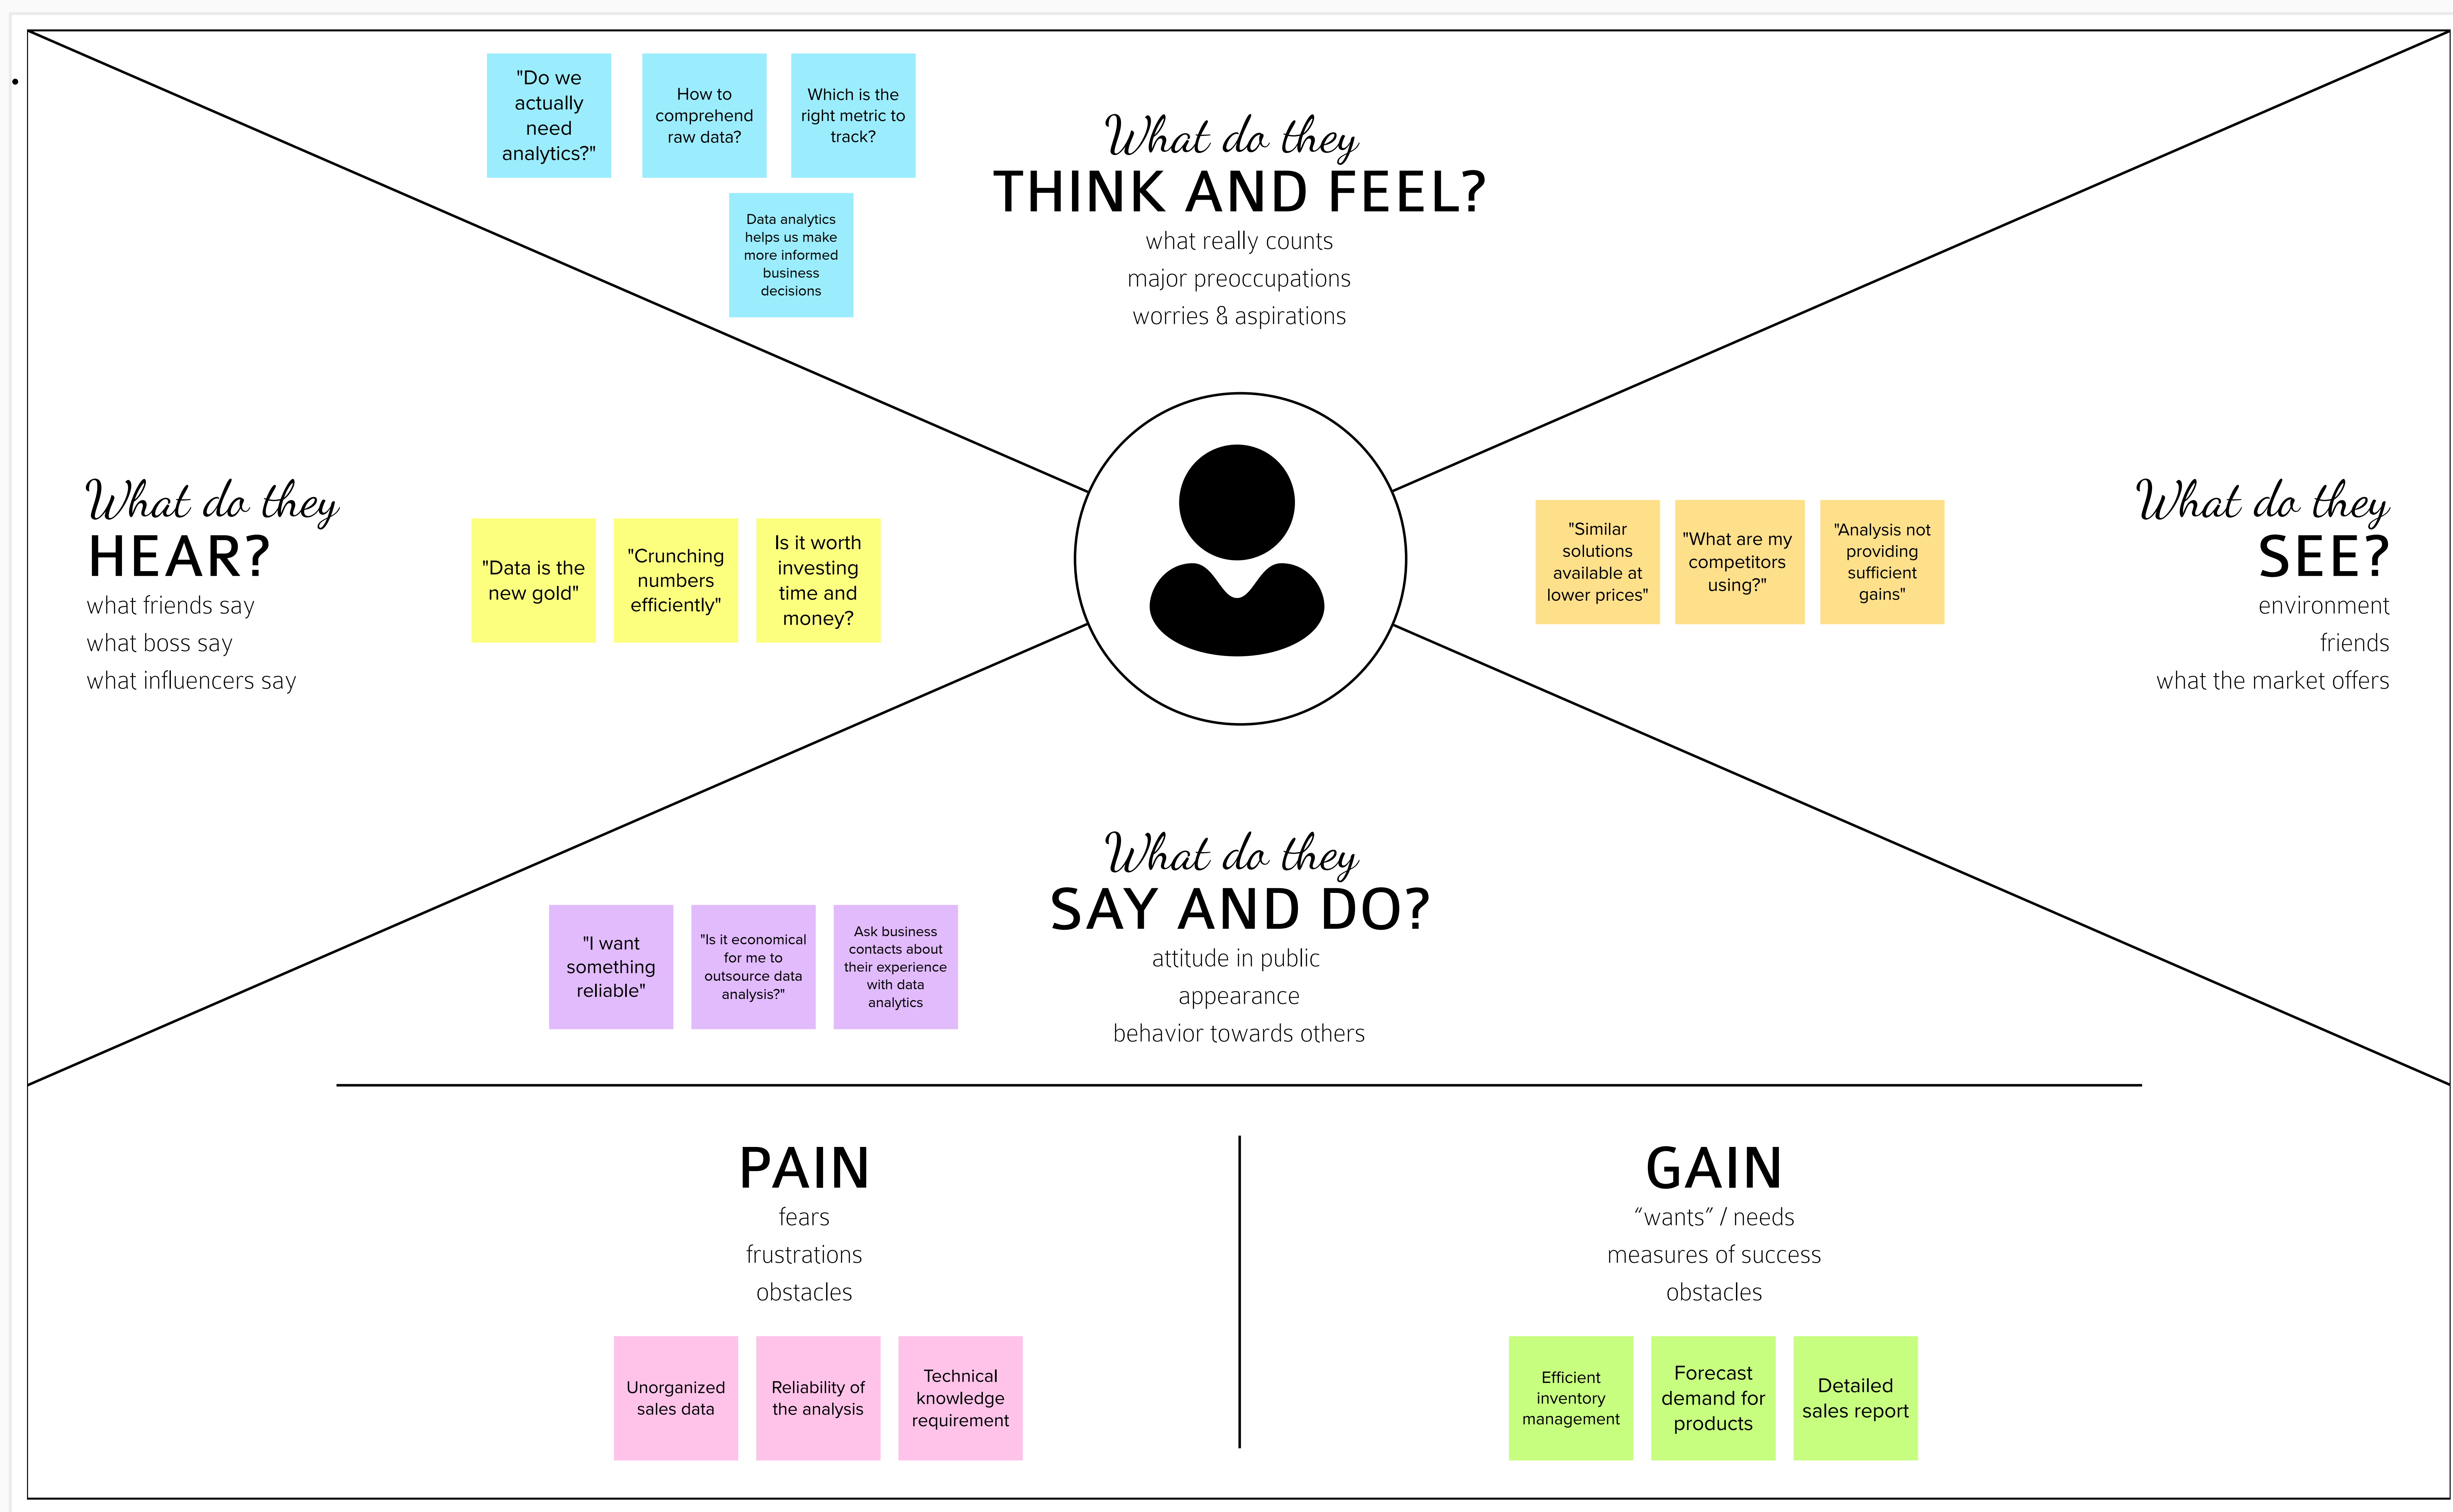 "Do we
actually
need
analytics?"
How to
comprehend
raw data?
Which is the
right metric to
track?
Data analytics
helps us make
more informed
business
decisions
What do they
THINK AND FEEL?
what really counts
major preoccupations
worries & aspirations
What do they
HEAR?
what friends say
what boss say
what influencers say
"Data is the
new gold"
"Crunching
numbers
efficiently"
Is it worth
investing
time and
money?
"Similar
solutions
available at
lower prices"
"What are my
competitors
using?"
"Analysis not
providing
sufficient
gains"
What do they
SEE?
environment
friends
what the market offers
What do they
SAY AND DO?
attitude in public
appearance
behavior towards others
"I want
something
reliable"
"Is it economical
for me to
outsource data
analysis?"
Ask business
contacts about
their experience
with data
analytics
PAIN
fears
frustrations
obstacles
Unorganized
sales data
Reliability of
the analysis
Technical
knowledge
requirement
GAIN
“wants” / needs
measures of success
obstacles
Efficient
inventory
management
Forecast
demand for
products
Detailed
sales report